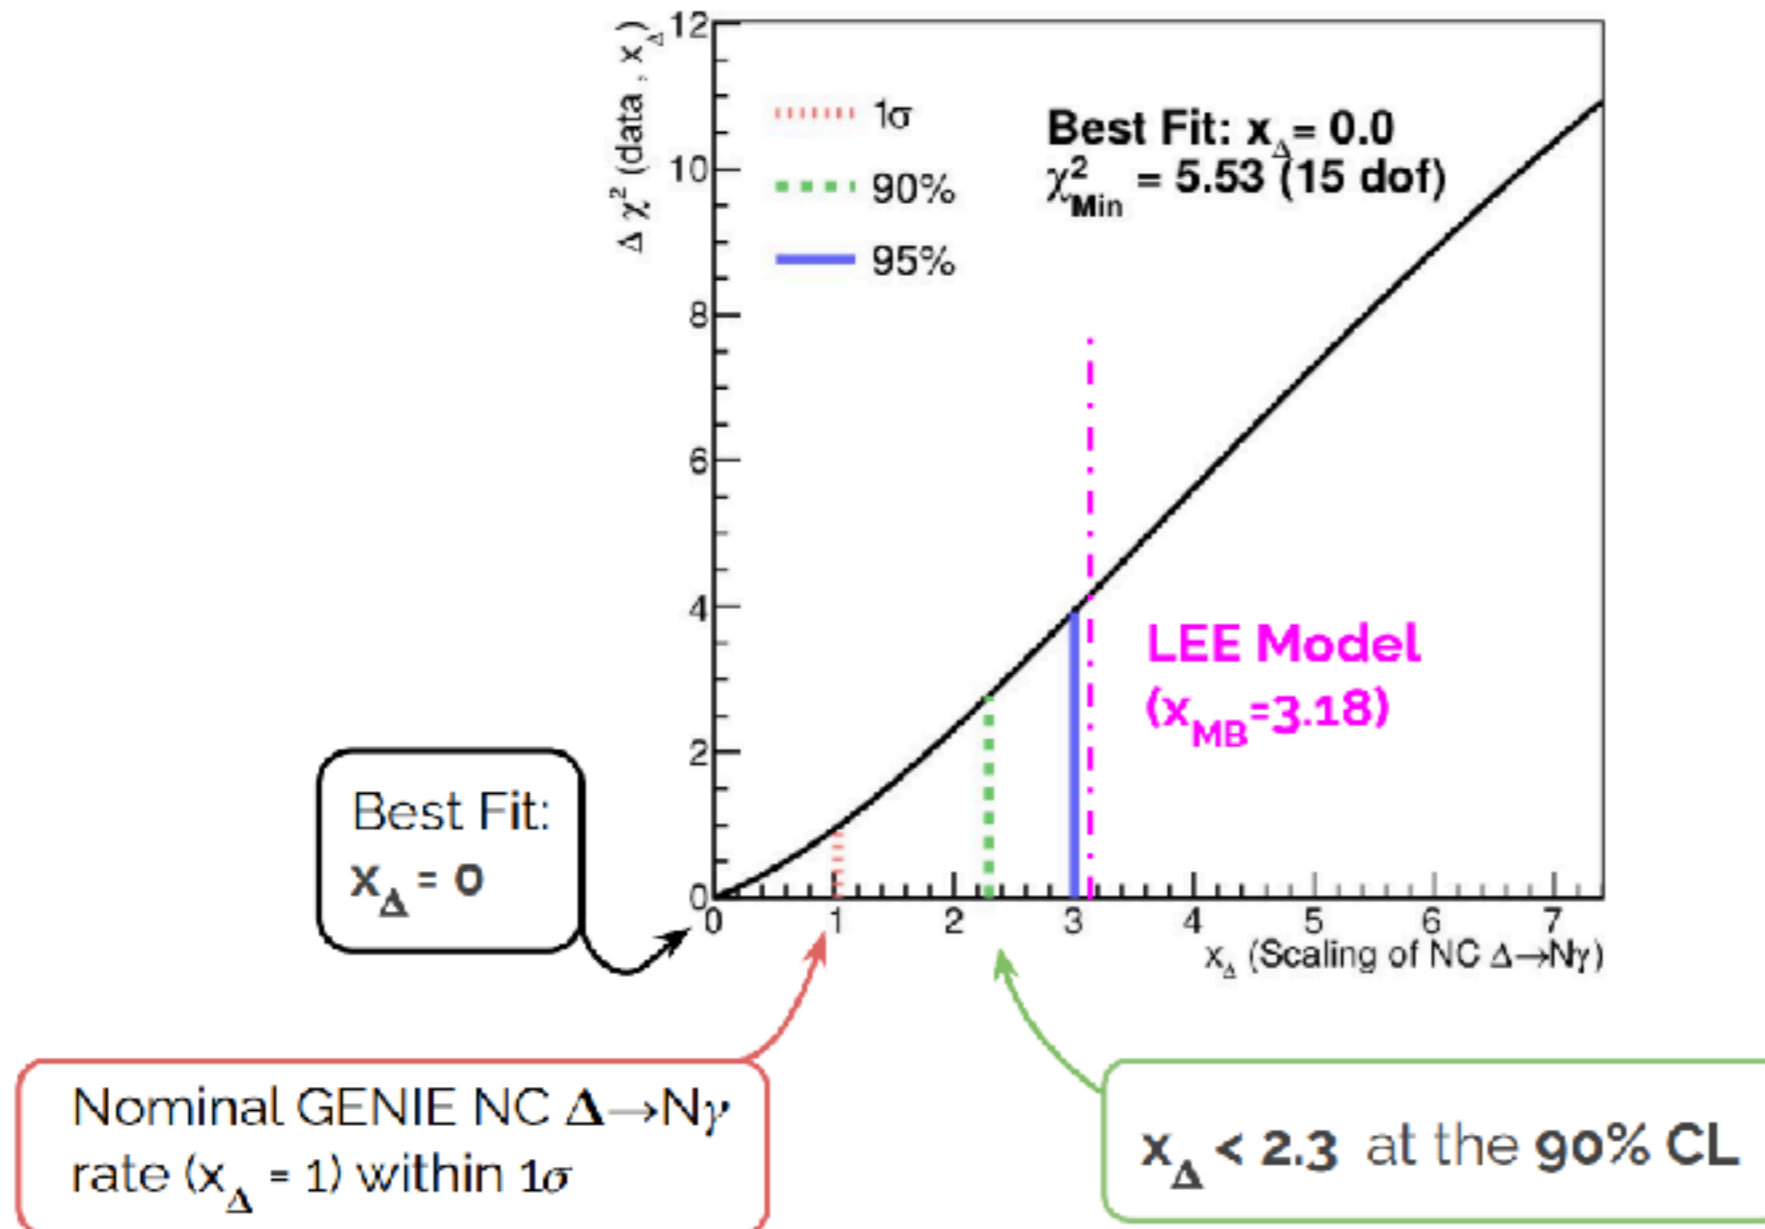 Δ χ² (data , x_Δ)
12
10
8
6
4
2
0
1σ
90%
95%
Best Fit: x_Δ= 0.0
χ²_Min = 5.53 (15 dof)
LEE Model
(x_MB=3.18)
0 1 2 3 4 5 6 7
x_Δ (Scaling of NC Δ→Nγ)
Best Fit:
x_Δ = 0
Nominal GENIE NC Δ→Nγ
rate (x_Δ = 1) within 1σ
x_Δ < 2.3 at the 90% CL